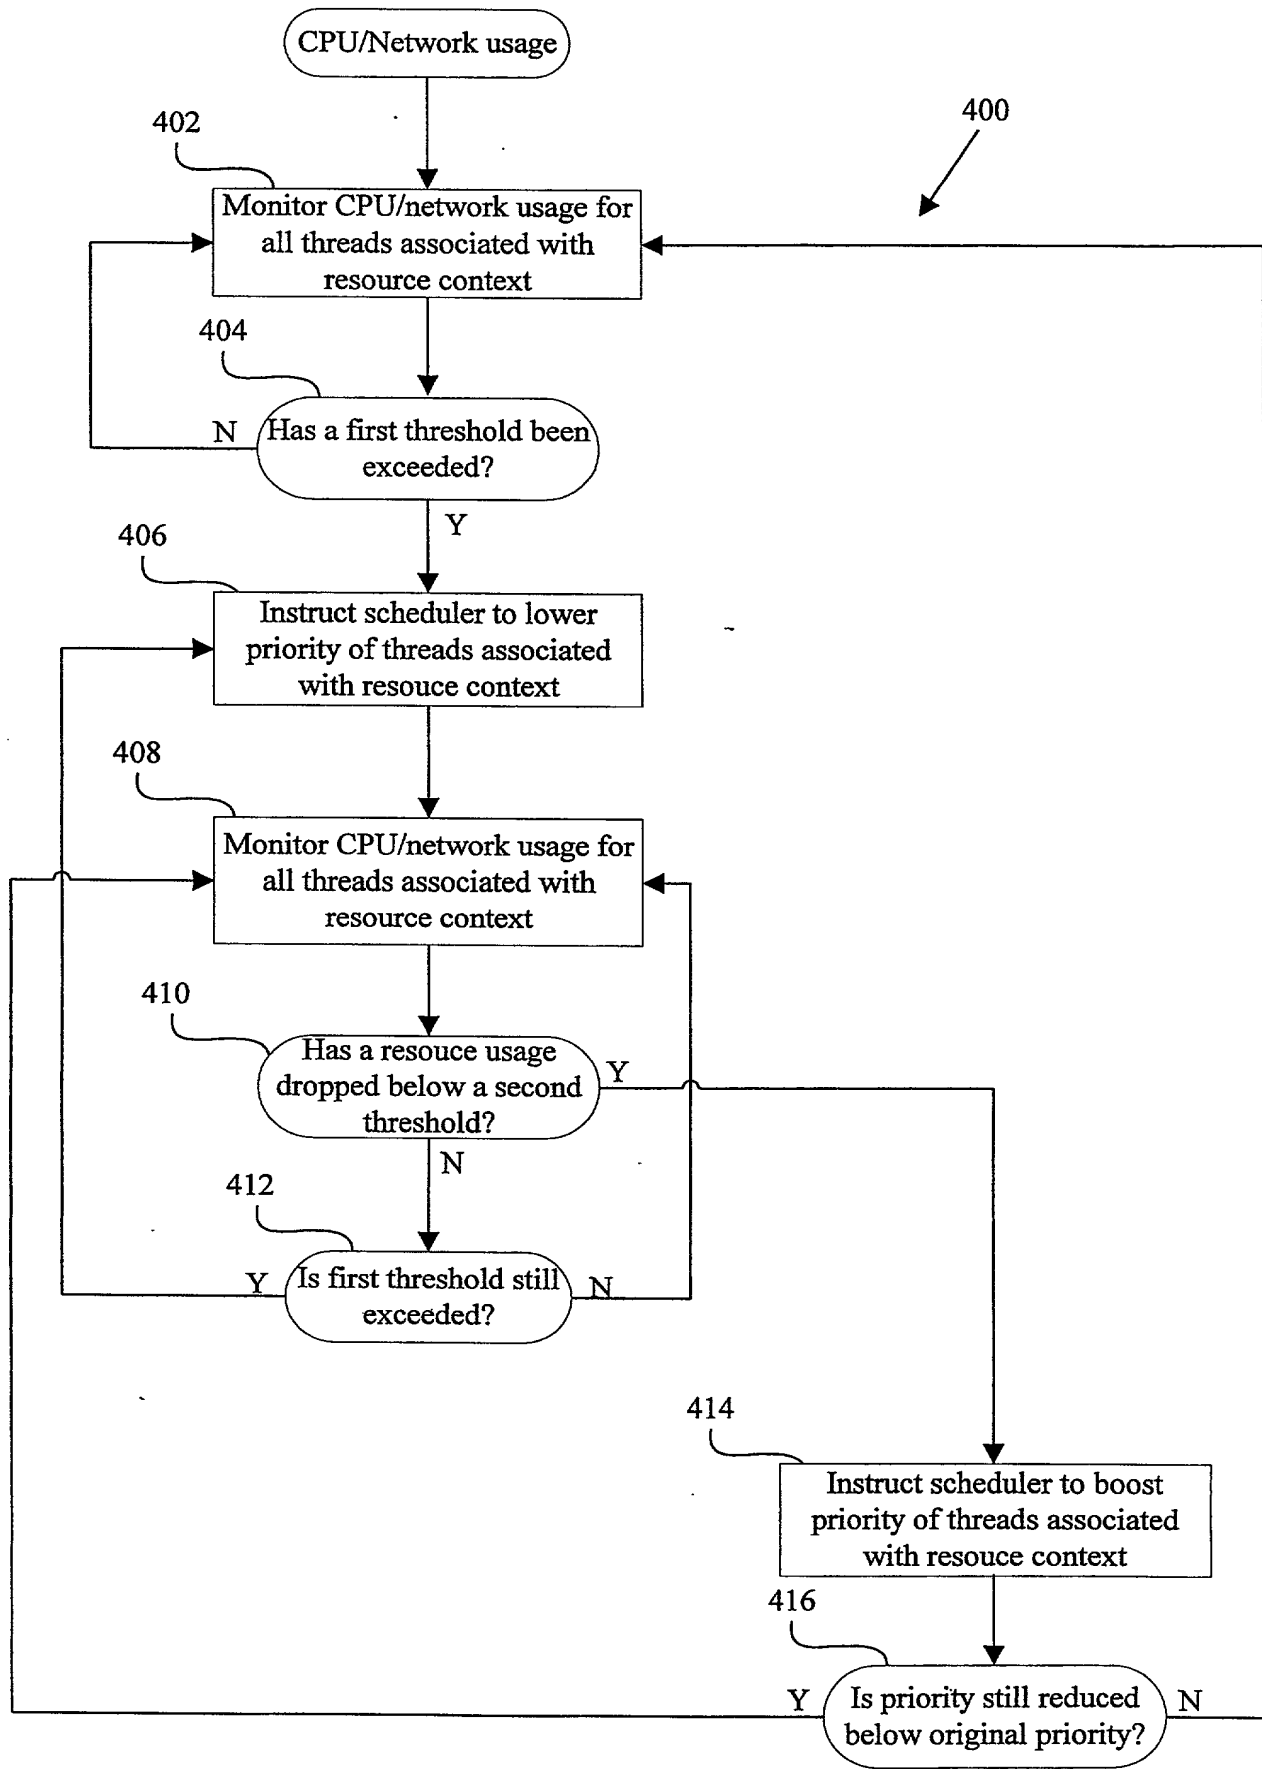 CPU/Network usage
400
402
Monitor CPU/network usage for
all threads associated with
resource context
404
N
Has a first threshold been
exceeded?
Y
406
Instruct scheduler to lower
priority of threads associated
with resouce context
408
Monitor CPU/network usage for
all threads associated with
resource context
410
Has a resouce usage
dropped below a second
threshold?
Y
N
412
Y
Is first threshold still
exceeded?
N
414
Instruct scheduler to boost
priority of threads associated
with resouce context
416
Y
Is priority still reduced
below original priority?
N